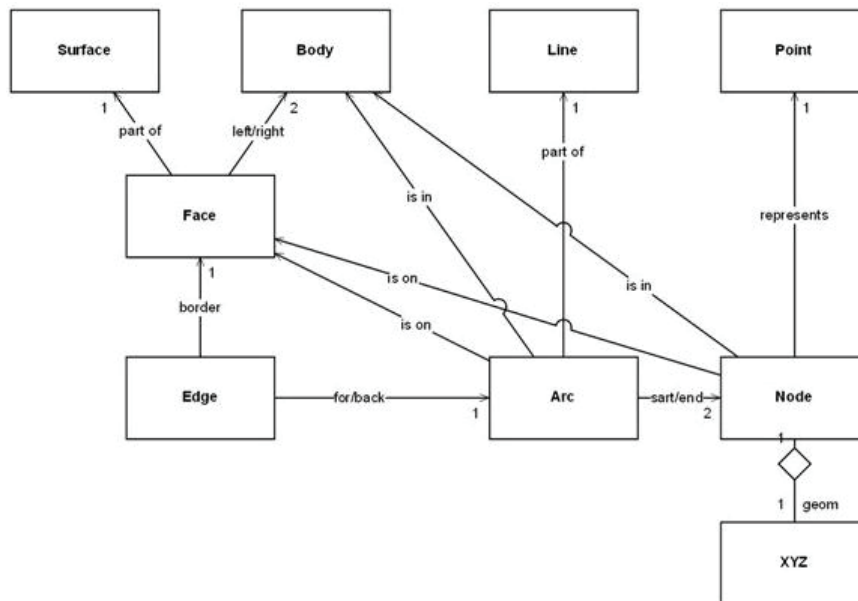 Surface
Body
Line
Point
1
2
1
1
part of
left/right
part of
is in
Face
represents
1
is on
is in
border
is on
Edge
for/back
1
Arc
sart/end
2
Node
1
1
geom
XYZ